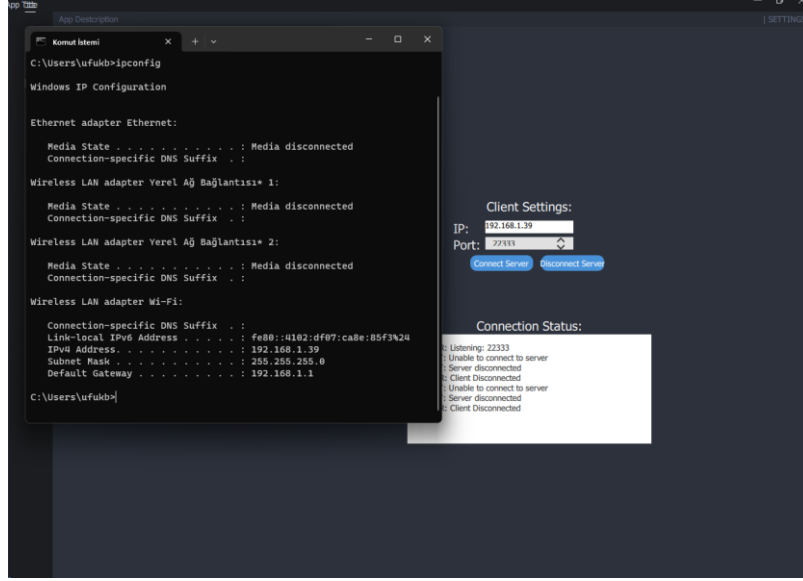 App Title
App Destcription
| SETTING
Komut İstemi
C:\Users\ufukb>ipconfig
Windows IP Configuration
Ethernet adapter Ethernet:
Media State . . . . . . . . . . . : Media disconnected
Connection-specific DNS Suffix  . :
Wireless LAN adapter Yerel Ağ Bağlantısı* 1:
Media State . . . . . . . . . . . : Media disconnected
Connection-specific DNS Suffix  . :
Wireless LAN adapter Yerel Ağ Bağlantısı* 2:
Media State . . . . . . . . . . . : Media disconnected
Connection-specific DNS Suffix  . :
Wireless LAN adapter Wi-Fi:
Connection-specific DNS Suffix  . :
Link-local IPv6 Address . . . . . : fe80::4102:df07:ca8e:85f3%24
IPv4 Address. . . . . . . . . . . : 192.168.1.39
Subnet Mask . . . . . . . . . . . : 255.255.255.0
Default Gateway . . . . . . . . . : 192.168.1.1
C:\Users\ufukb>
Client Settings:
IP: 192.168.1.39
Port: 22333
Connect Server Disconnect Server
Connection Status:
: Listening: 22333
: Unable to connect to server
: Server disconnected
: Client Disconnected
: Unable to connect to server
: Server disconnected
: Client Disconnected